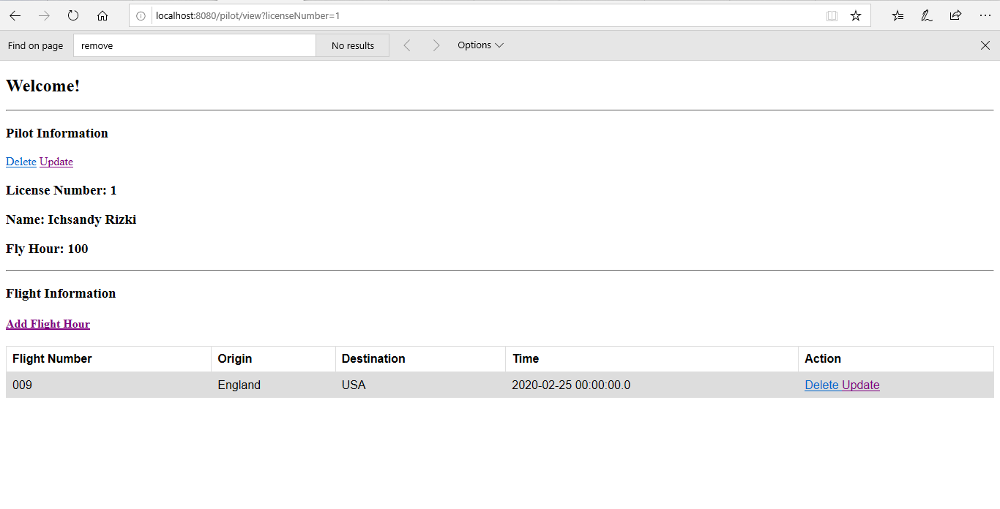 localhost:8080/pilot/view?licenseNumber=1
Find on page remove No results Options
Welcome!
Pilot Information
Delete Update
License Number: 1
Name: Ichsandy Rizki
Fly Hour: 100
Flight Information
Add Flight Hour
Flight Number Origin Destination Time Action
009 England USA 2020-02-25 00:00:00.0 Delete Update